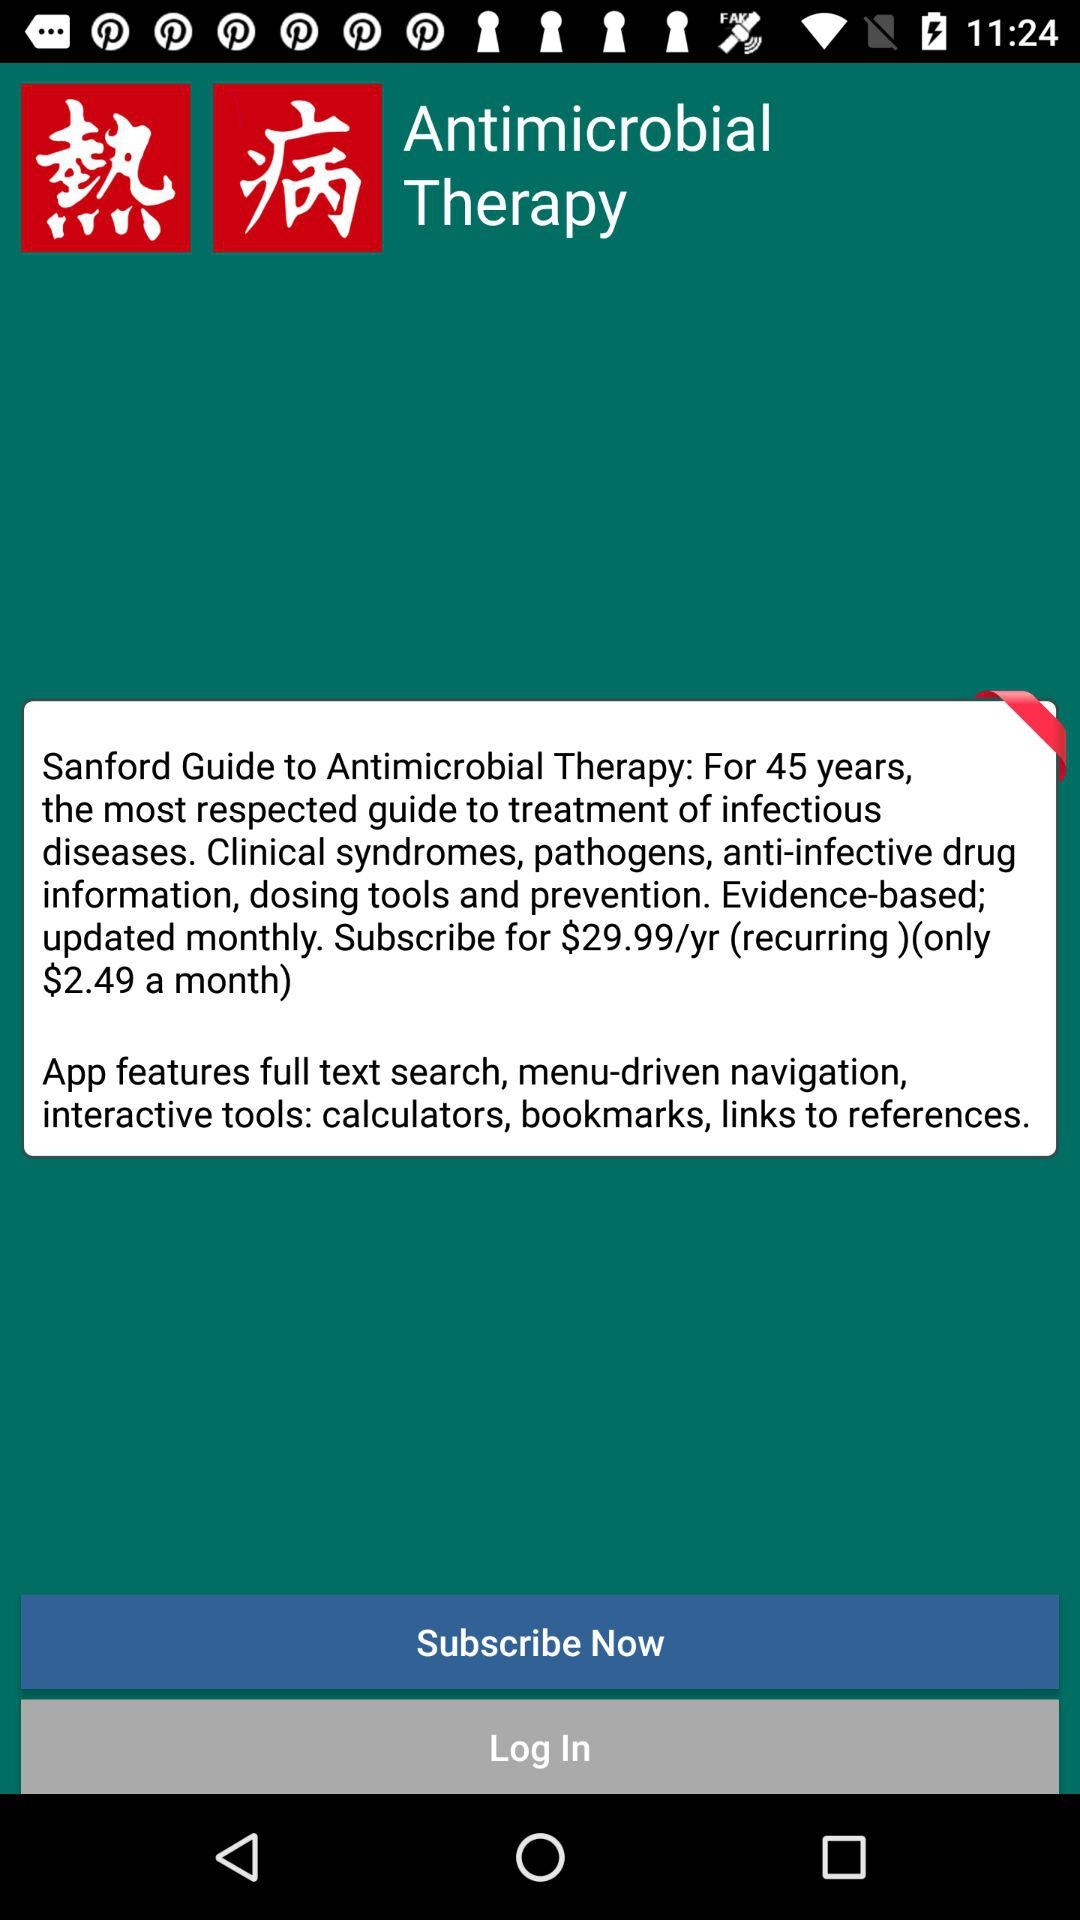 FAKE
11:24
熱 病 Antimicrobial
Therapy
Sanford Guide to Antimicrobial Therapy: For 45 years,
the most respected guide to treatment of infectious
diseases. Clinical syndromes, pathogens, anti-infective drug
information, dosing tools and prevention. Evidence-based;
updated monthly. Subscribe for $29.99/yr (recurring )(only
$2.49 a month)
App features full text search, menu-driven navigation,
interactive tools: calculators, bookmarks, links to references.
Subscribe Now
Log In